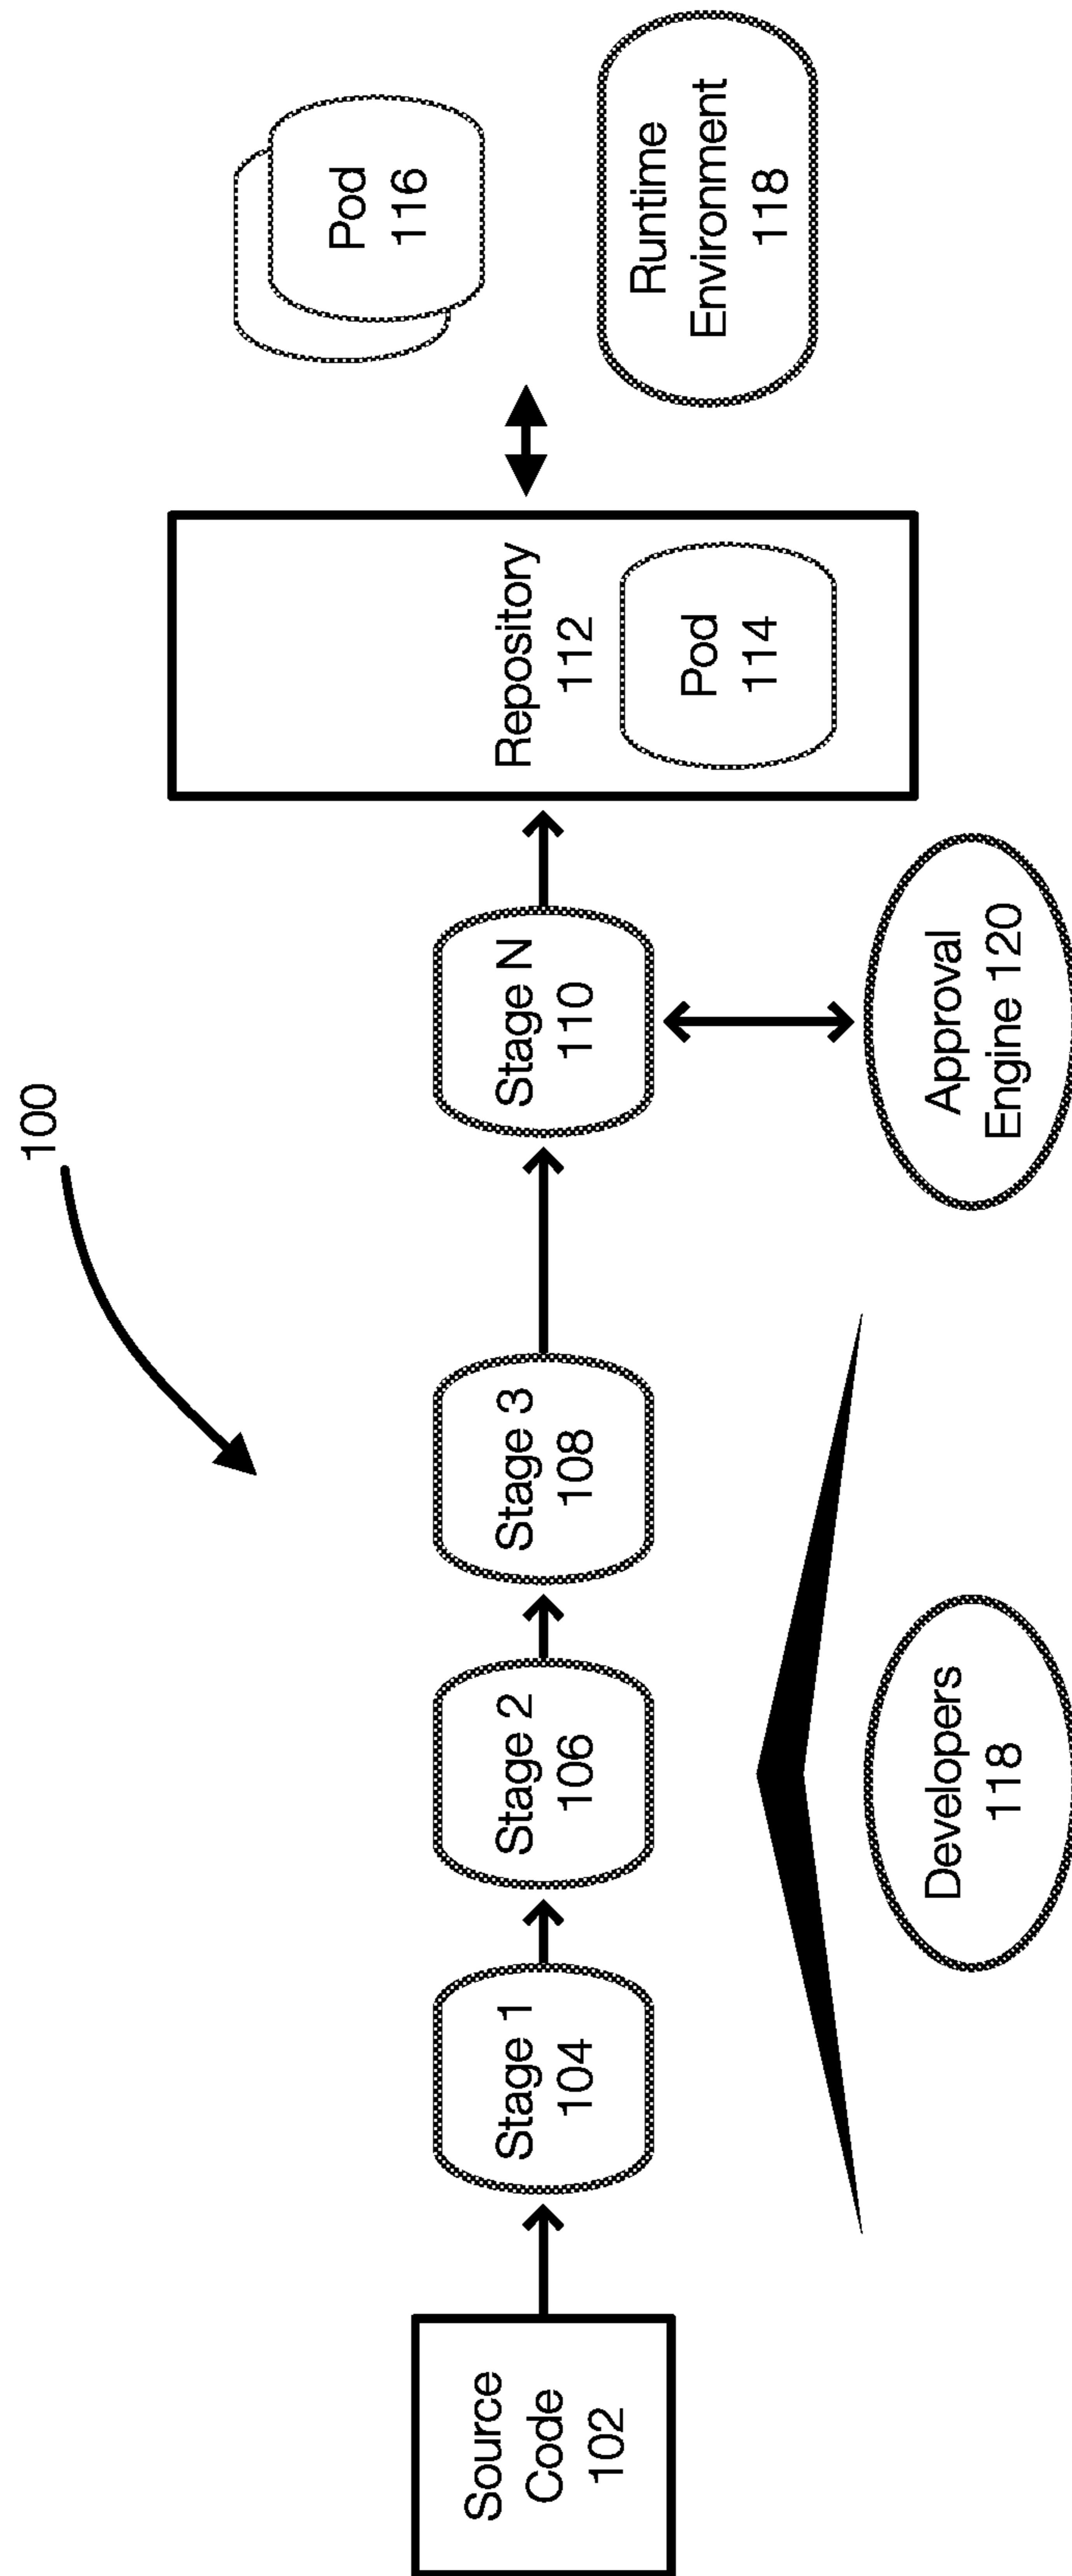 100
Source
Code
102
Stage 1
104
Stage 2
106
Stage 3
108
Stage N
110
Repository
112
Pod
114
Pod
116
Runtime
Environment
118
Developers
118
Approval
Engine 120